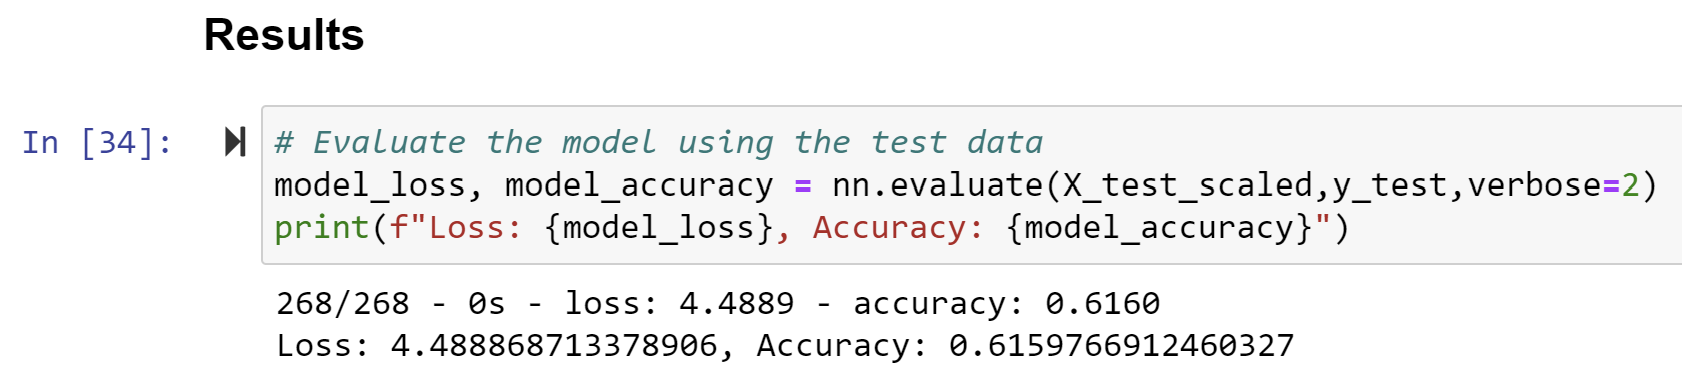 Results
In [34]:
# Evaluate the model using the test data
model_loss, model_accuracy = nn.evaluate(X_test_scaled,y_test,verbose=2)
print(f"Loss: {model_loss}, Accuracy: {model_accuracy}")
268/268 - 0s - loss: 4.4889 - accuracy: 0.6160
Loss: 4.488868713378906, Accuracy: 0.6159766912460327